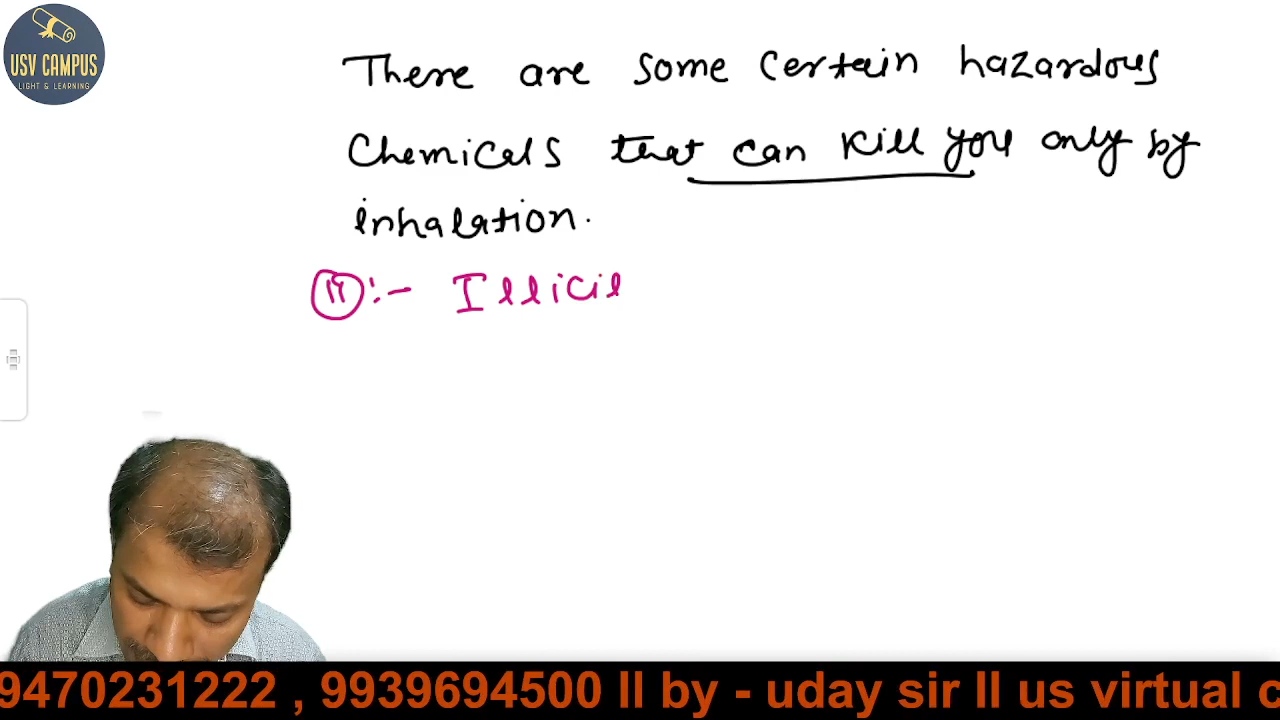 USV CAMPUS
LIGHT & LEARNING
There are some certain hazardous
Chemicals that can kill you only by
inhalation.
:- Illicit
9470231222 , 9939694500 ll by - uday sir ll us virtual c